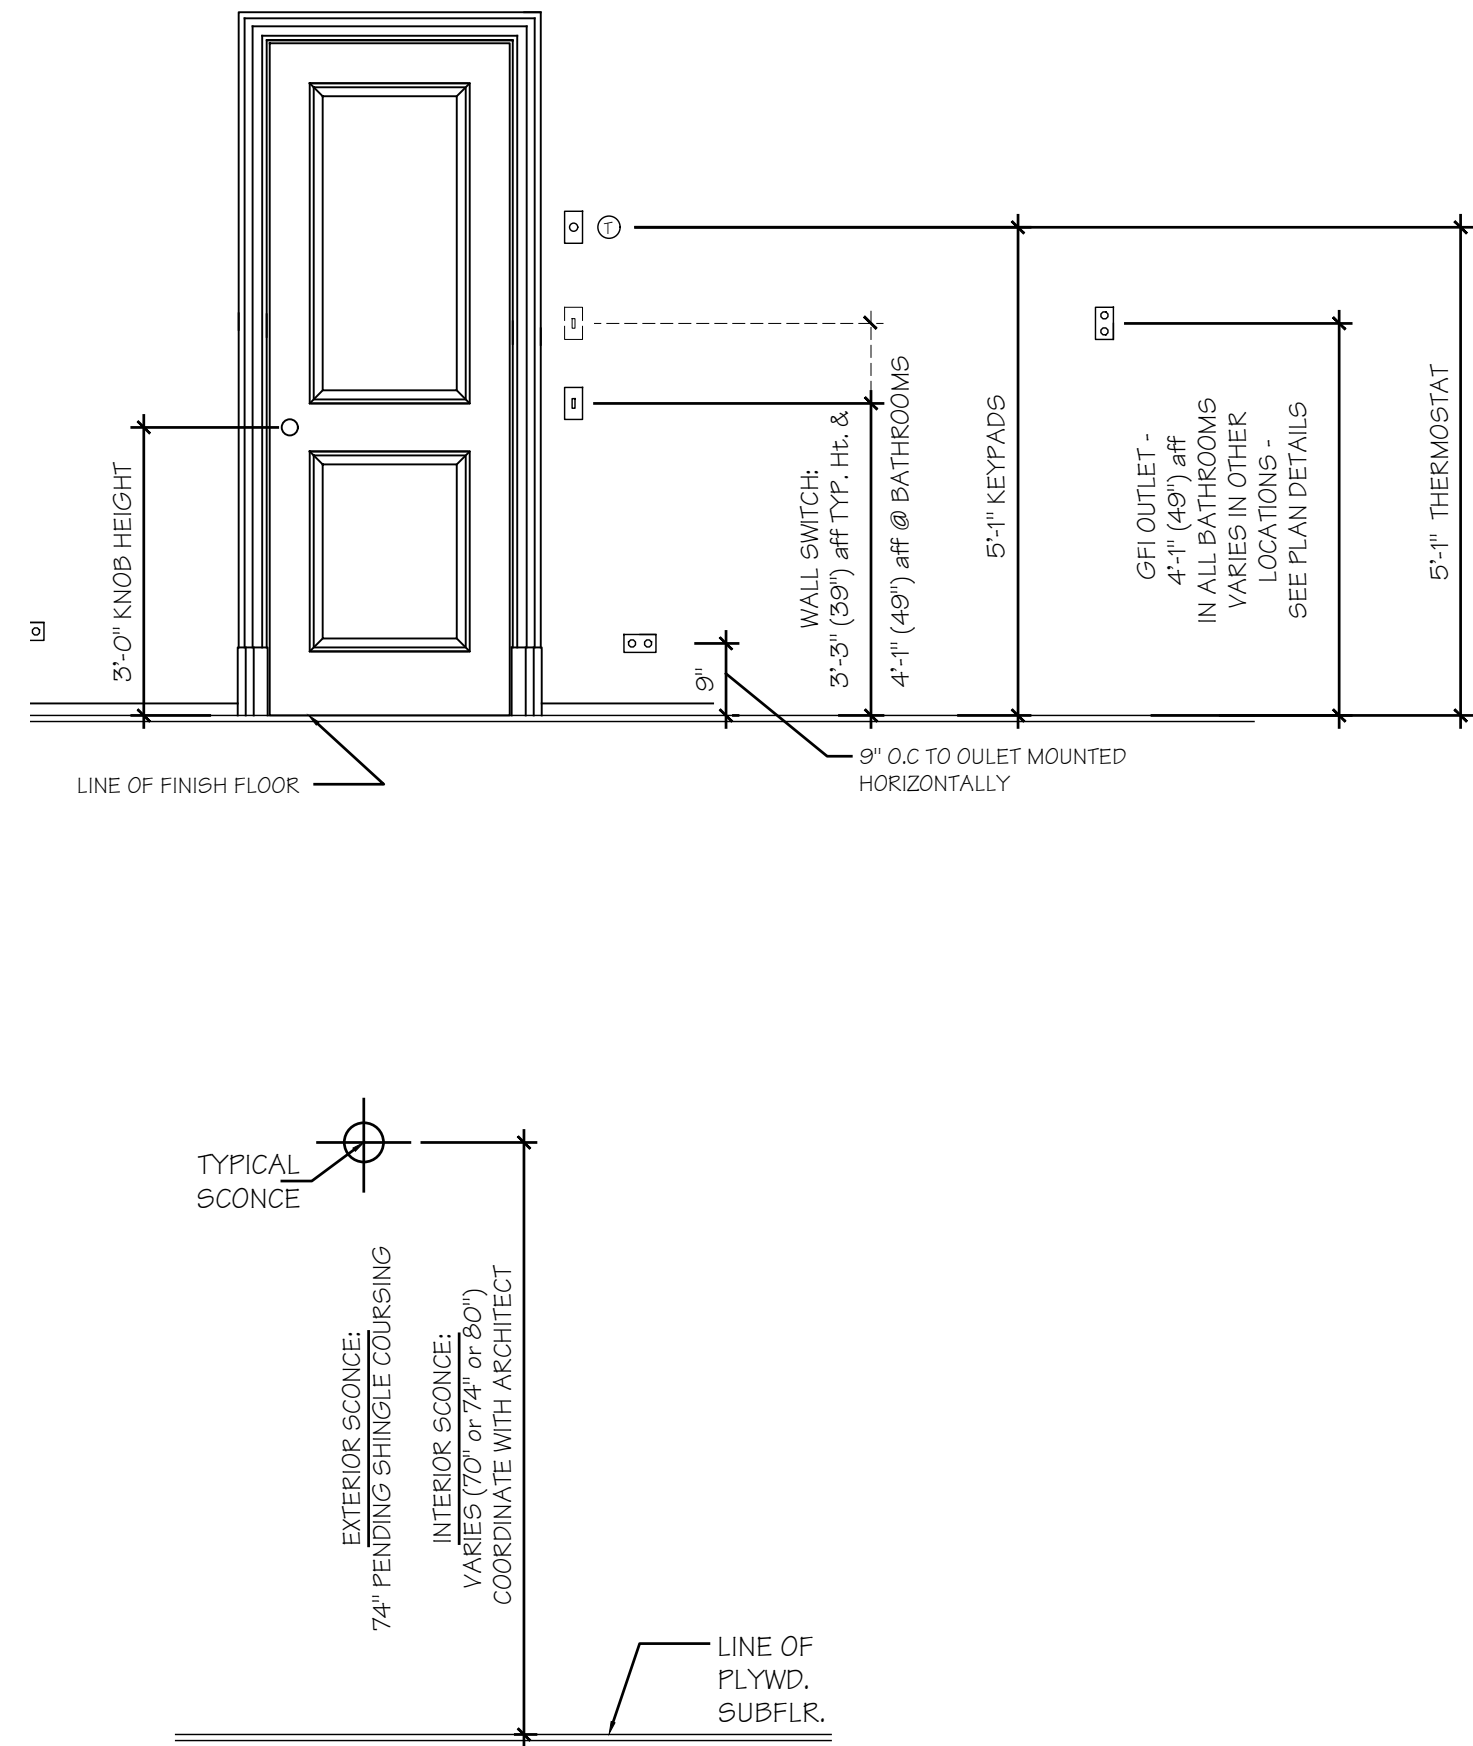 T
3'-0" KNOB HEIGHT
WALL SWITCH:
3'-3" (39") aff TYP. Ht. &
4'-1" (49") aff @ BATHROOMS
5'-1" KEYPADS
GFI OUTLET -
4'-1" (49") aff
IN ALL BATHROOMS
VARIES IN OTHER
LOCATIONS -
SEE PLAN DETAILS
5'-1" THERMOSTAT
9"
9" O.C TO OULET MOUNTED
HORIZONTALLY
LINE OF FINISH FLOOR
TYPICAL
SCONCE
EXTERIOR SCONCE:
74" PENDING SHINGLE COURSING
INTERIOR SCONCE:
VARIES (70" or 74" or 80")
COORDINATE WITH ARCHITECT
LINE OF
PLYWD.
SUBFLR.